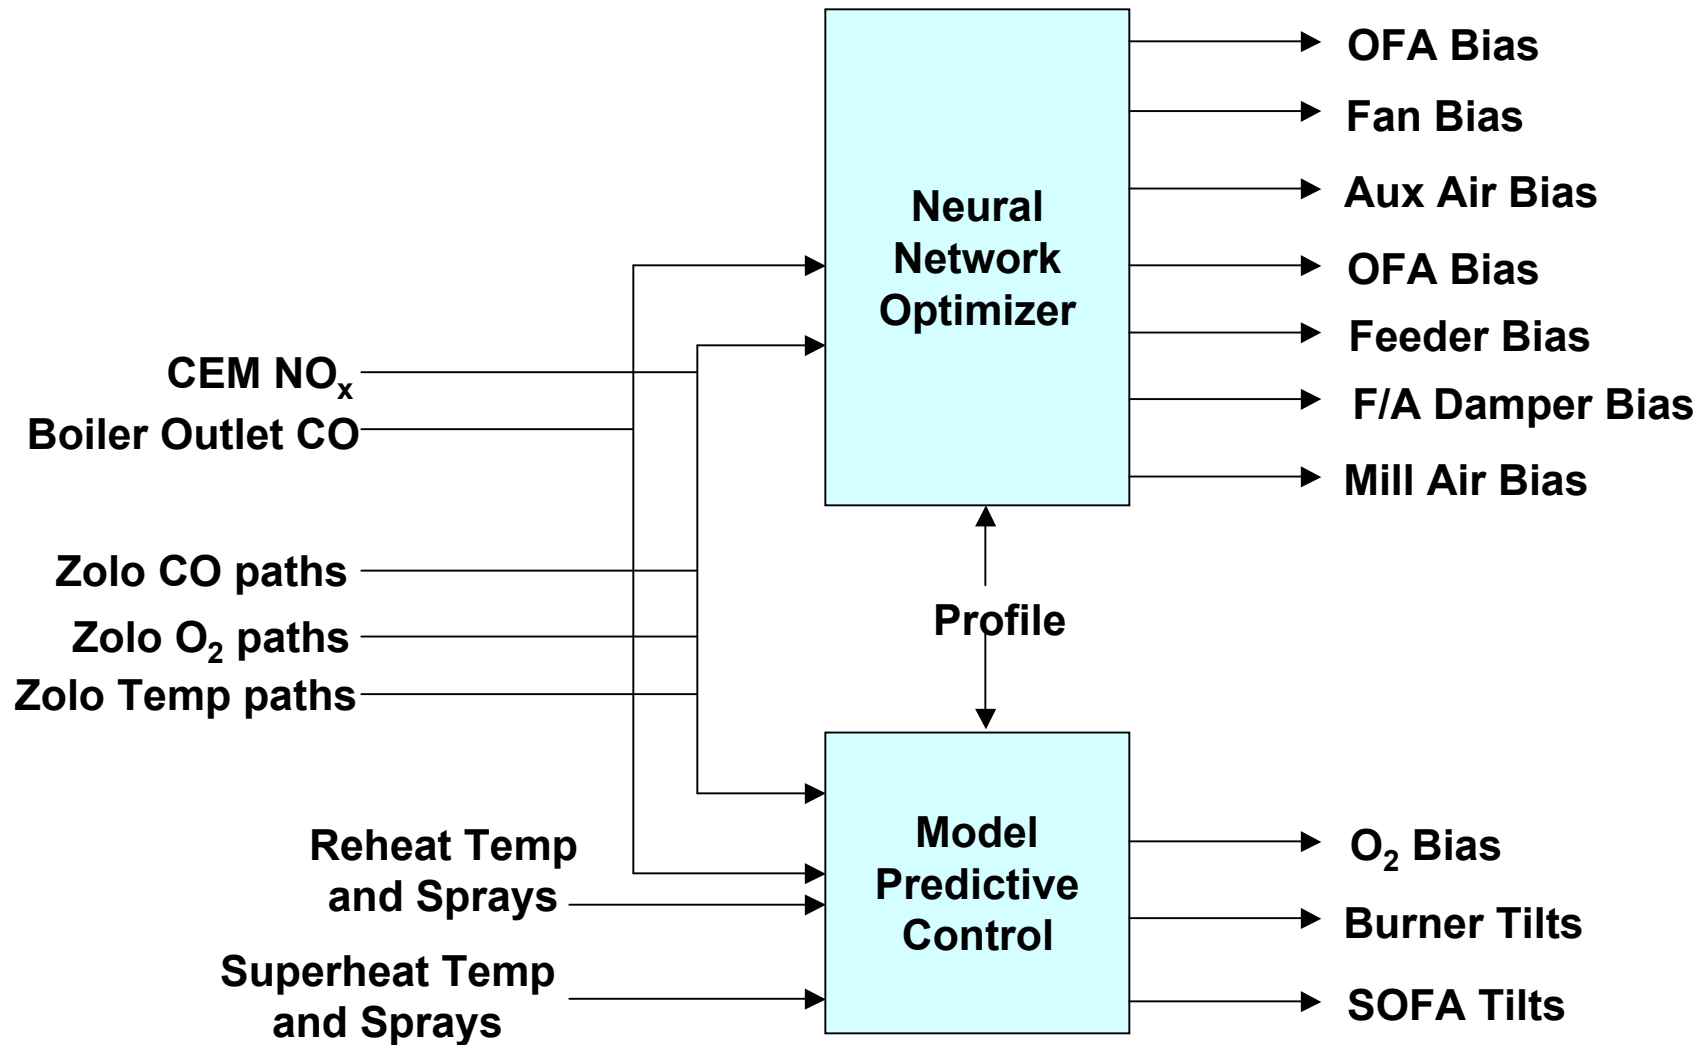 OFA Bias
Fan Bias
Aux Air Bias
OFA Bias
Feeder Bias
F/A Damper Bias
Mill Air Bias
Neural
Network
Optimizer
CEM NOx
Boiler Outlet CO
Zolo CO paths
Zolo O2 paths
Zolo Temp paths
Profile
Reheat Temp
and Sprays
Superheat Temp
and Sprays
Model
Predictive
Control
O2 Bias
Burner Tilts
SOFA Tilts